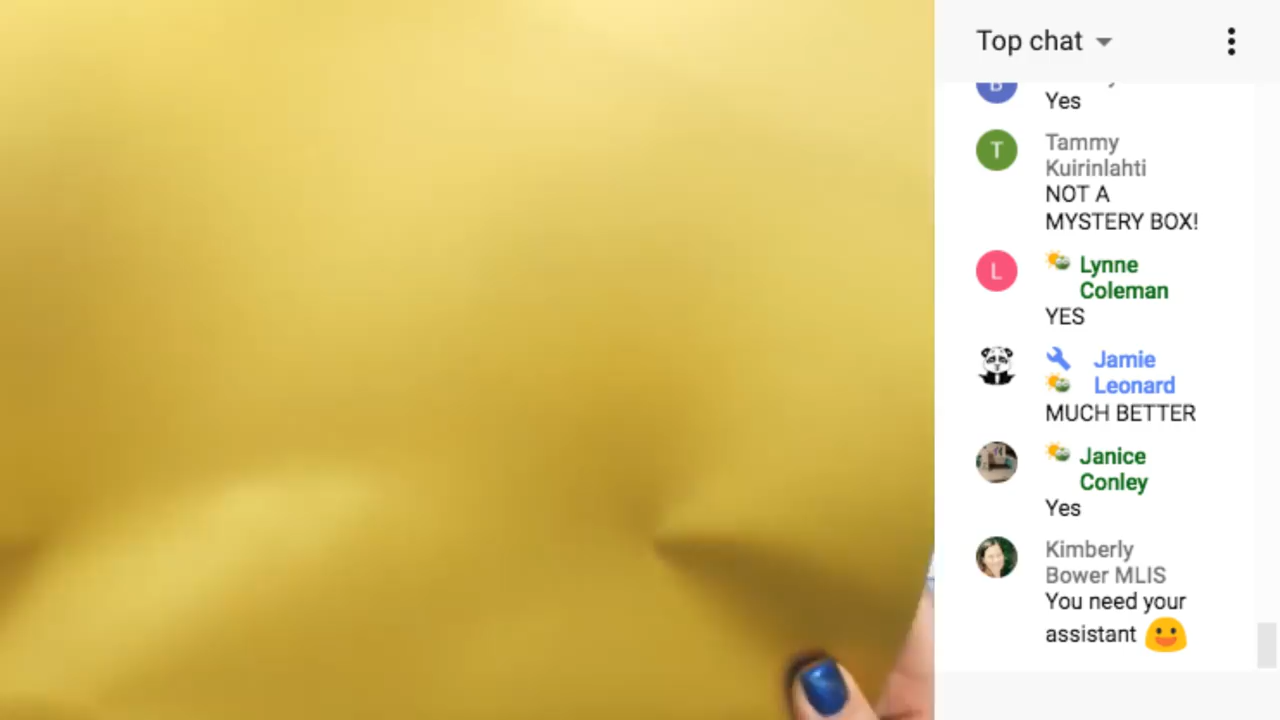 Top chat
B
Yes
T
Tammy
Kuirinlahti
NOT A
MYSTERY BOX!
L
Lynne
Coleman
YES
Jamie
Leonard
MUCH BETTER
Janice
Conley
Yes
Kimberly
Bower MLIS
You need your
assistant